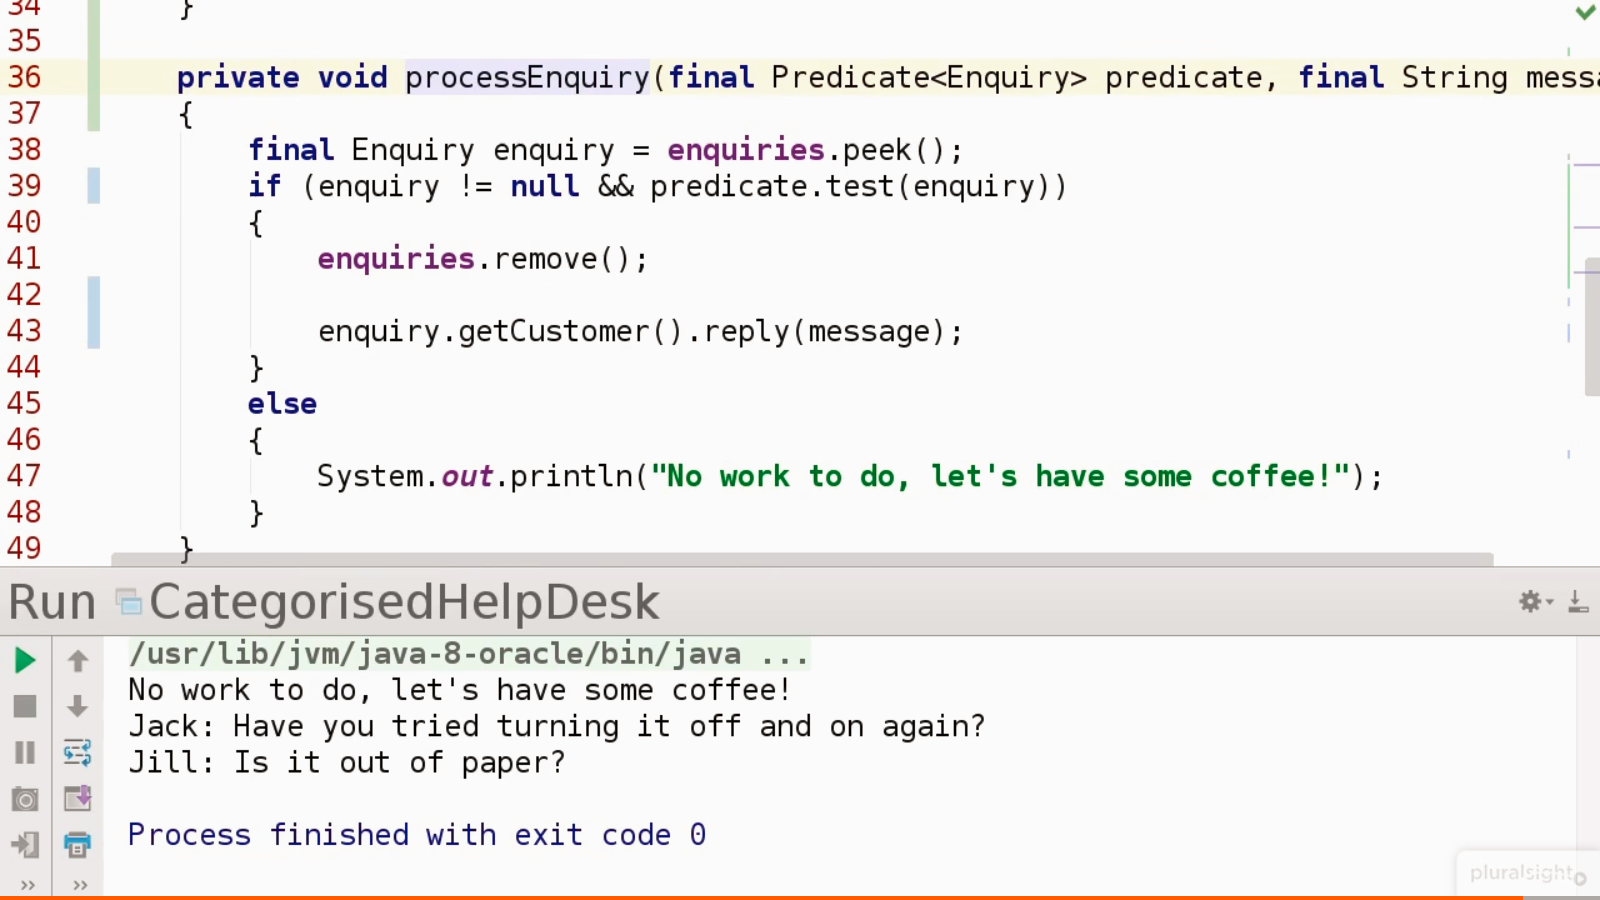 34 }
35
36 private void processEnquiry(final Predicate<Enquiry> predicate, final String
37 {
38 final Enquiry enquiry = enquiries.peek();
39 if (enquiry != null && predicate.test(enquiry))
40 {
41 enquiries.remove();
42
43 enquiry.getCustomer().reply(message);
44 }
45 else
46 {
47 System.out.println("No work to do, let's have some coffee!");
48 }
49 }
Run CategorisedHelpDesk
/usr/lib/jvm/java-8-oracle/bin/java ...
No work to do, let's have some coffee!
Jack: Have you tried turning it off and on again?
Jill: Is it out of paper?
Process finished with exit code 0
pluralsight